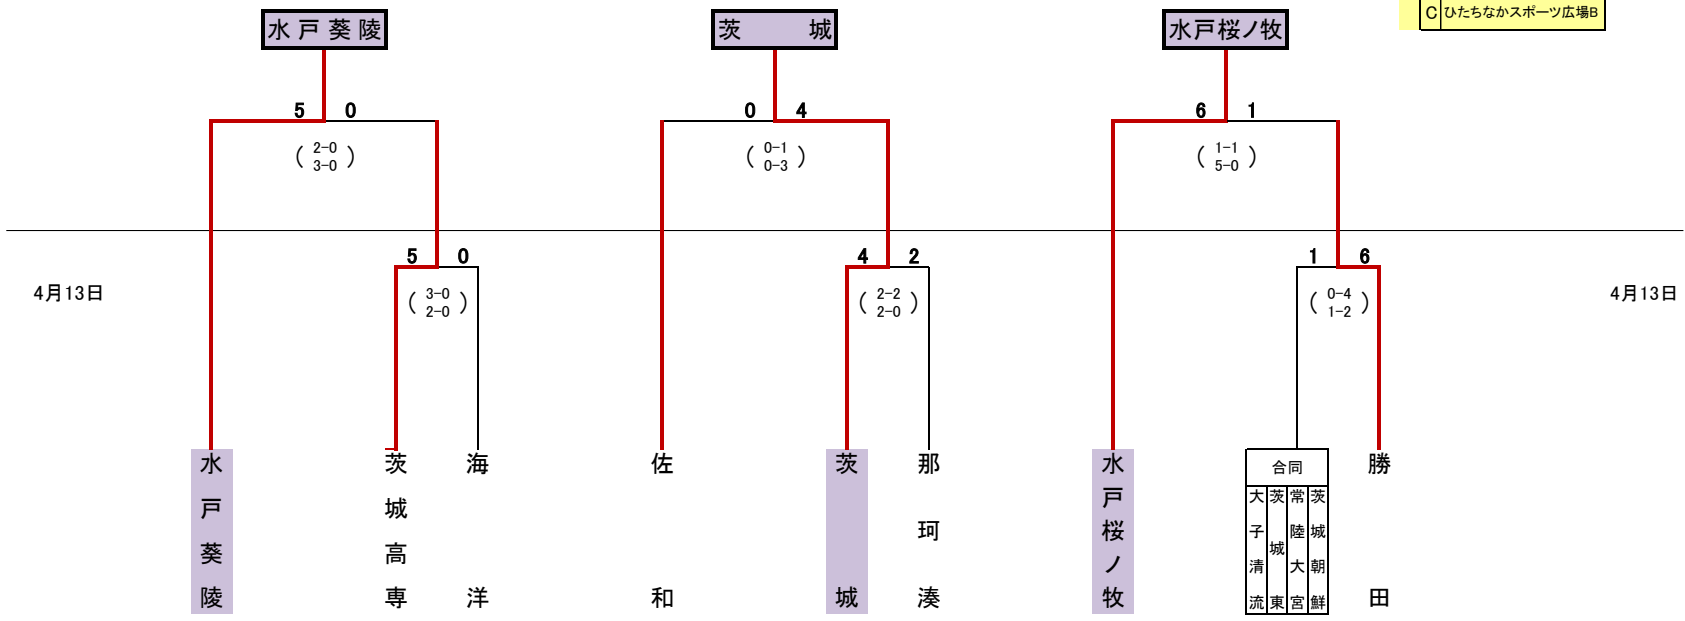 C ひたちなかスポーツ広場B
水戸葵陵 茨城 水戸桜ノ牧
5 0 0 4 6 1
( 2-0 3-0 ) ( 0-1 0-3 ) ( 1-1 5-0 )
5 0 4 2 1 6
4月13日 ( 3-0 2-0 ) ( 2-2 2-0 ) ( 0-4 1-2 ) 4月13日
水戸葵陵
茨城高専
海洋
佐和
茨城
那珂湊
水戸桜ノ牧
合同
大子清流
茨城東
常陸大宮
茨城朝鮮
勝田